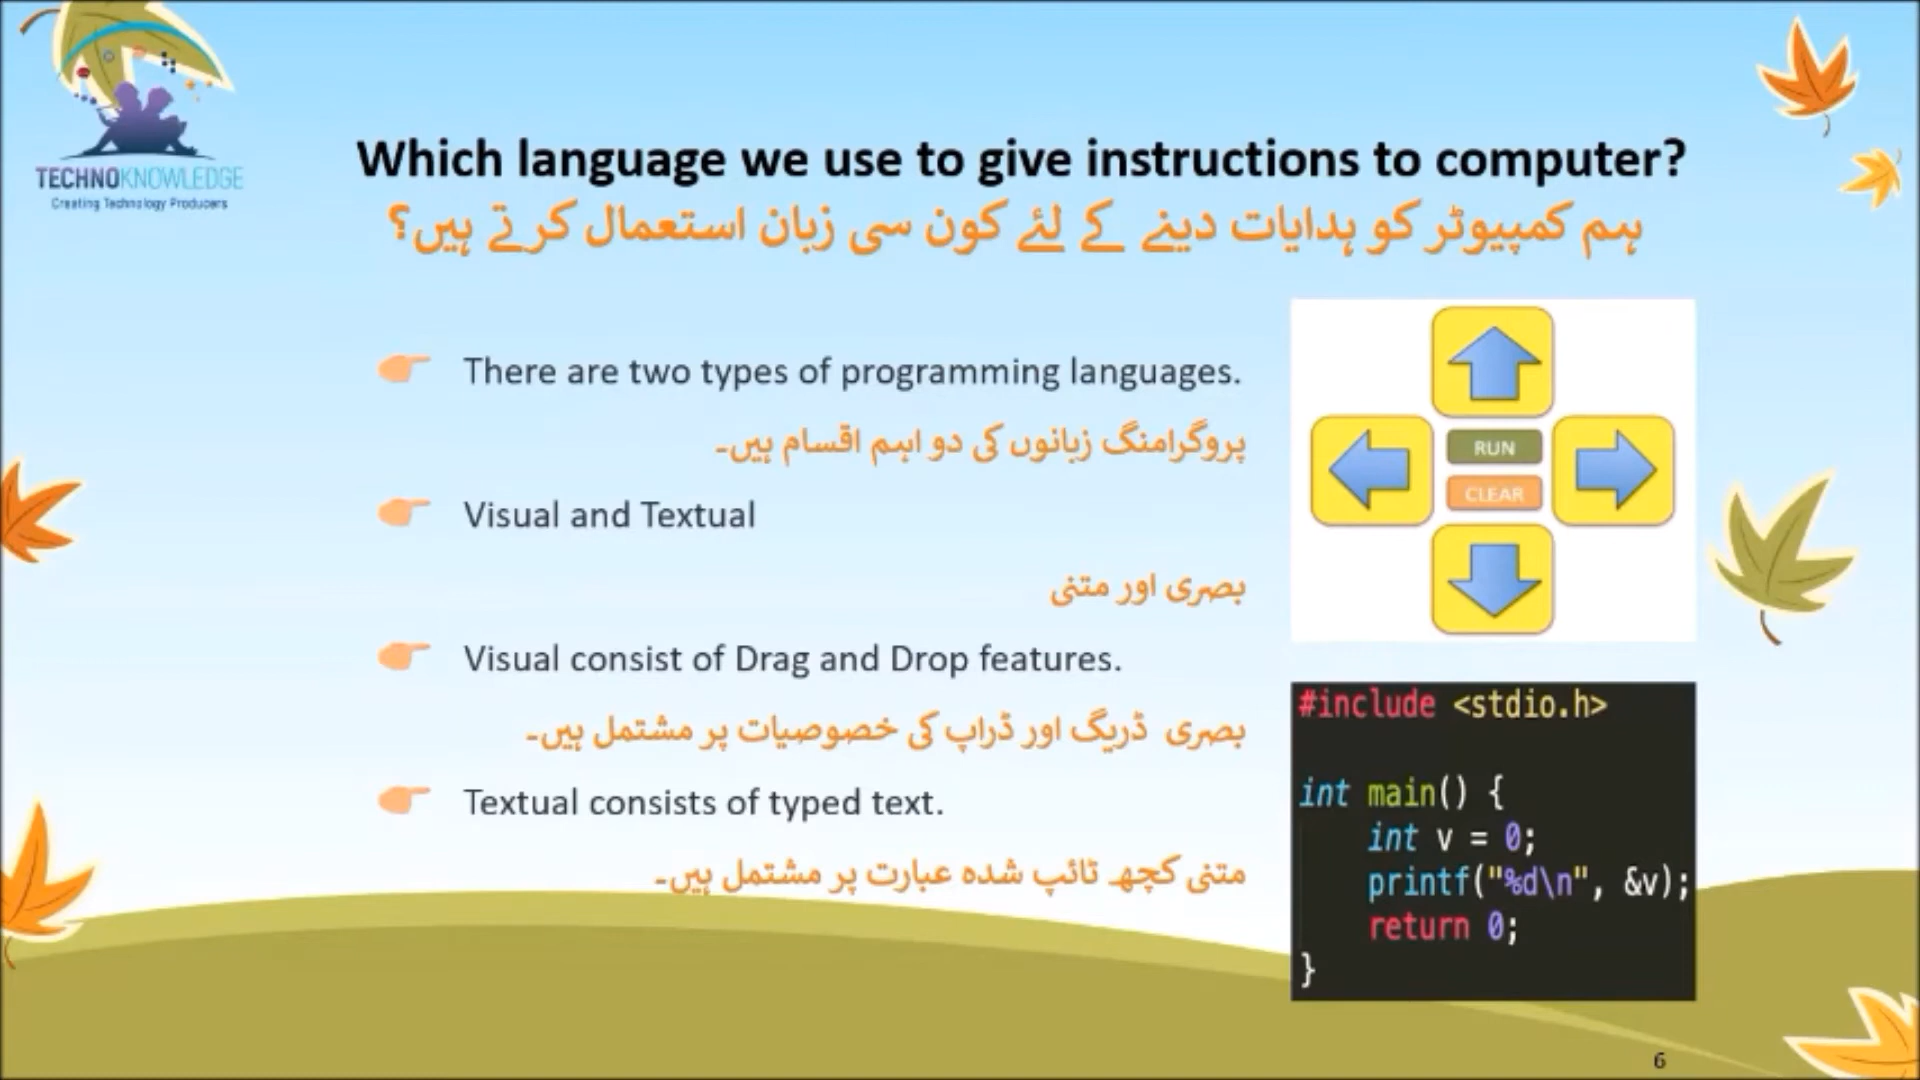 TECHNOKNOWLEDGE
Creating Technology Producers
Which language we use to give instructions to computer?
ہم کمپیوٹر کو ہدایات دینے کے لئے کون سی زبان استعمال کرتے ہیں؟
There are two types of programming languages.
پروگرامنگ زبانوں کی دو اہم اقسام ہیں۔
Visual and Textual
بصری اور متنی
Visual consist of Drag and Drop features.
بصری ڈریگ اور ڈراپ کی خصوصیات پر مشتمل ہیں۔
Textual consists of typed text.
متنی کچھ ٹائپ شدہ عبارت پر مشتمل ہیں۔
RUN
CLEAR
#include <stdio.h>
int main() {
int v = 0;
printf("%d\n", &v);
return 0;
}
6